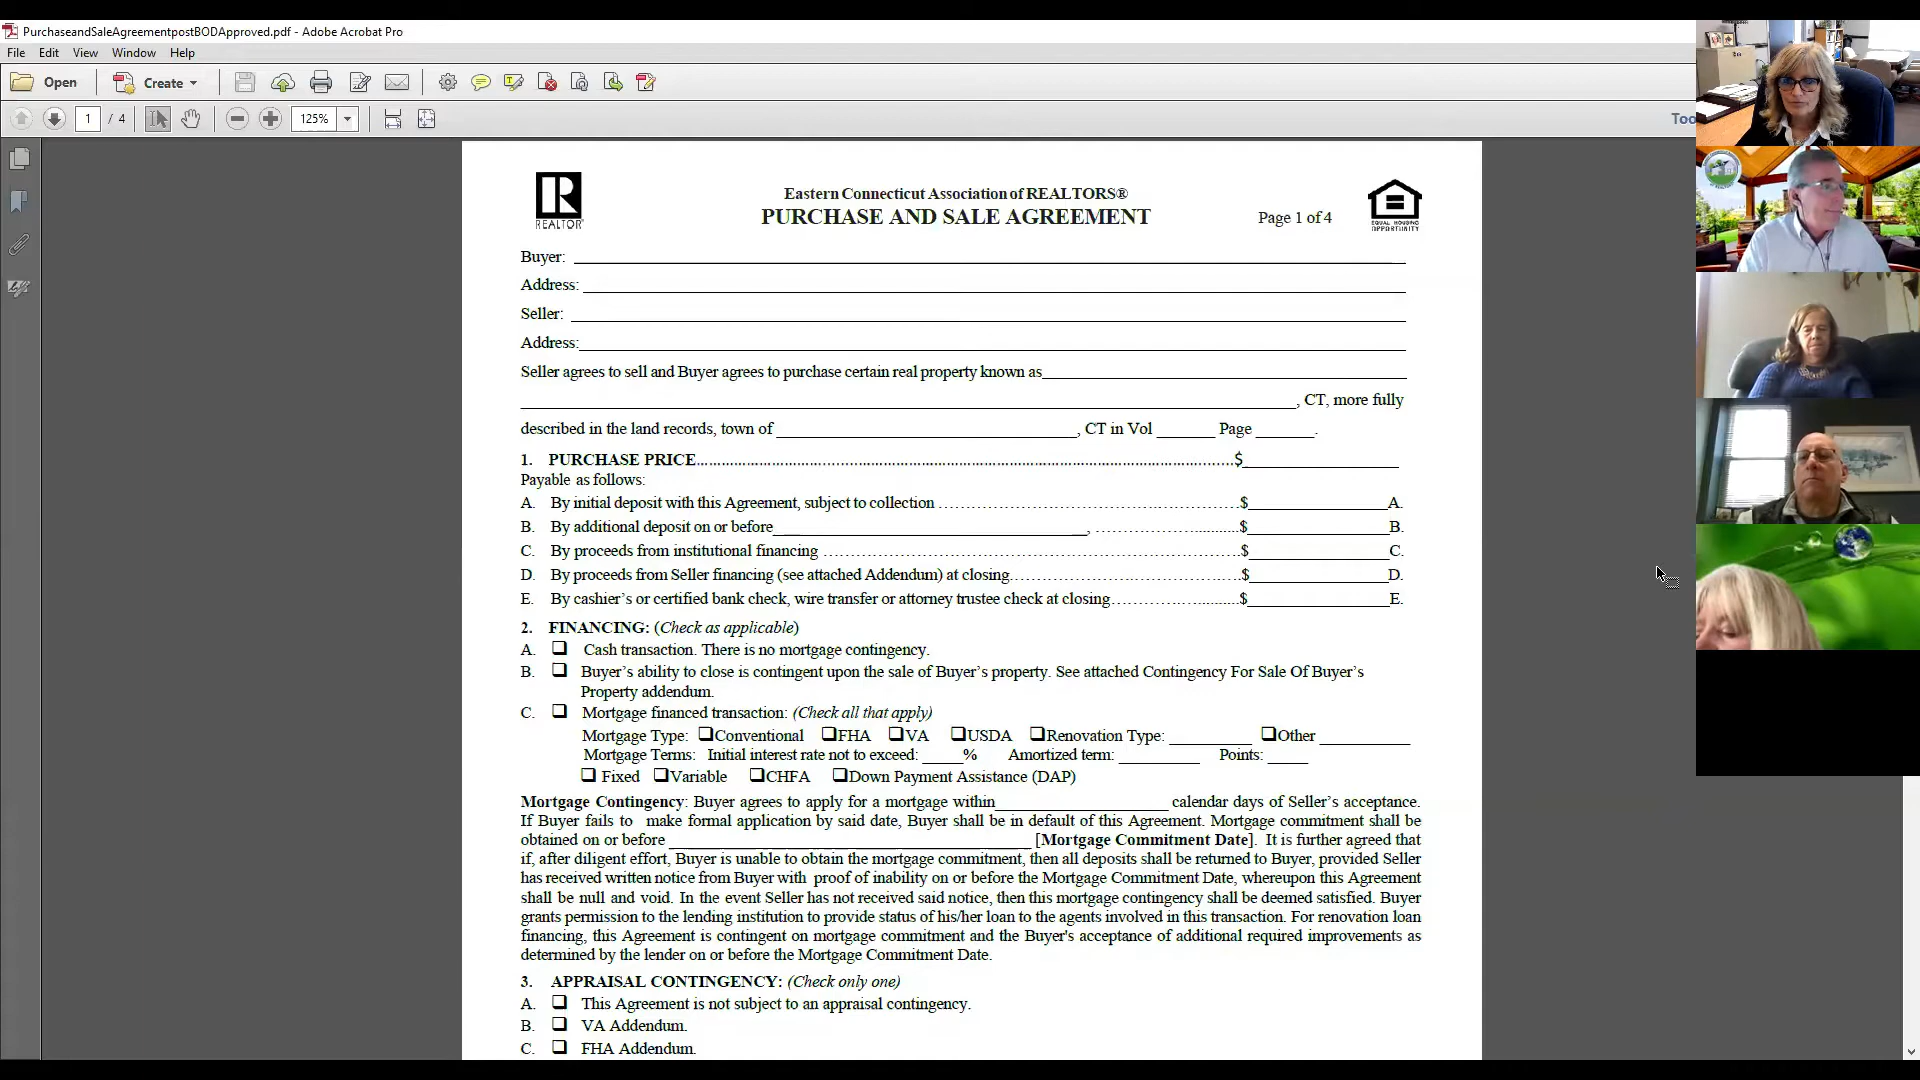 PurchaseandSaleAgreementpostBODApproved.pdf - Adobe Acrobat Pro
File Edit View Window Help
Open Create
1 / 4 125% Too
REALTOR
Eastern Connecticut Association of REALTORS®
PURCHASE AND SALE AGREEMENT
Page 1 of 4
EQUAL HOUSING
OPPORTUNITY
Buyer:
Address:
Seller:
Address:
Seller agrees to sell and Buyer agrees to purchase certain real property known as
, CT, more fully
described in the land records, town of , CT in Vol Page .
1. PURCHASE PRICE $
Payable as follows:
A. By initial deposit with this Agreement, subject to collection $ A.
B. By additional deposit on or before , $ B.
C. By proceeds from institutional financing $ C.
D. By proceeds from Seller financing (see attached Addendum) at closing $ D.
E. By cashier’s or certified bank check, wire transfer or attorney trustee check at closing $ E.
2. FINANCING: (Check as applicable)
A. ❑ Cash transaction. There is no mortgage contingency.
B. ❑ Buyer’s ability to close is contingent upon the sale of Buyer’s property. See attached Contingency For Sale Of Buyer’s
Property addendum.
C. ❑ Mortgage financed transaction: (Check all that apply)
Mortgage Type: ❑Conventional ❑FHA ❑VA ❑USDA ❑Renovation Type: ❑Other
Mortgage Terms: Initial interest rate not to exceed: % Amortized term: Points:
❑ Fixed ❑Variable ❑CHFA ❑Down Payment Assistance (DAP)
Mortgage Contingency: Buyer agrees to apply for a mortgage within calendar days of Seller’s acceptance.
If Buyer fails to make formal application by said date, Buyer shall be in default of this Agreement. Mortgage commitment shall be
obtained on or before [Mortgage Commitment Date]. It is further agreed that
if, after diligent effort, Buyer is unable to obtain the mortgage commitment, then all deposits shall be returned to Buyer, provided Seller
has received written notice from Buyer with proof of inability on or before the Mortgage Commitment Date, whereupon this Agreement
shall be null and void. In the event Seller has not received said notice, then this mortgage contingency shall be deemed satisfied. Buyer
grants permission to the lending institution to provide status of his/her loan to the agents involved in this transaction. For renovation loan
financing, this Agreement is contingent on mortgage commitment and the Buyer's acceptance of additional required improvements as
determined by the lender on or before the Mortgage Commitment Date.
3. APPRAISAL CONTINGENCY: (Check only one)
A. ❑ This Agreement is not subject to an appraisal contingency.
B. ❑ VA Addendum.
C. ❑ FHA Addendum.